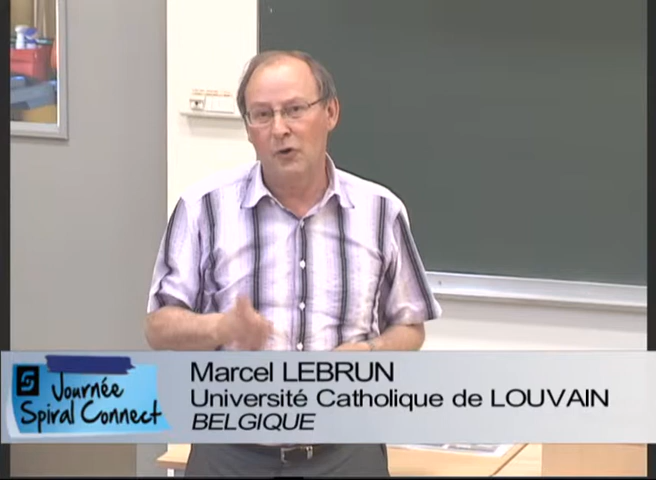 Journée
Spiral Connect
Marcel LEBRUN
Université Catholique de LOUVAIN
BELGIQUE